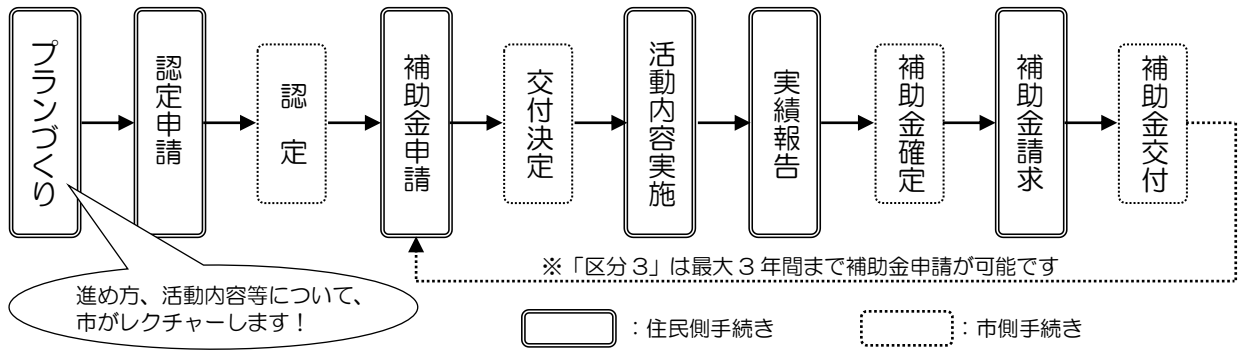 プランづくり
認定申請
認定
補助金申請
交付決定
活動内容実施
実績報告
補助金確定
補助金請求
補助金交付
※「区分3」は最大3年間まで補助金申請が可能です
進め方、活動内容等について、
市がレクチャーします！
：住民側手続き
：市側手続き